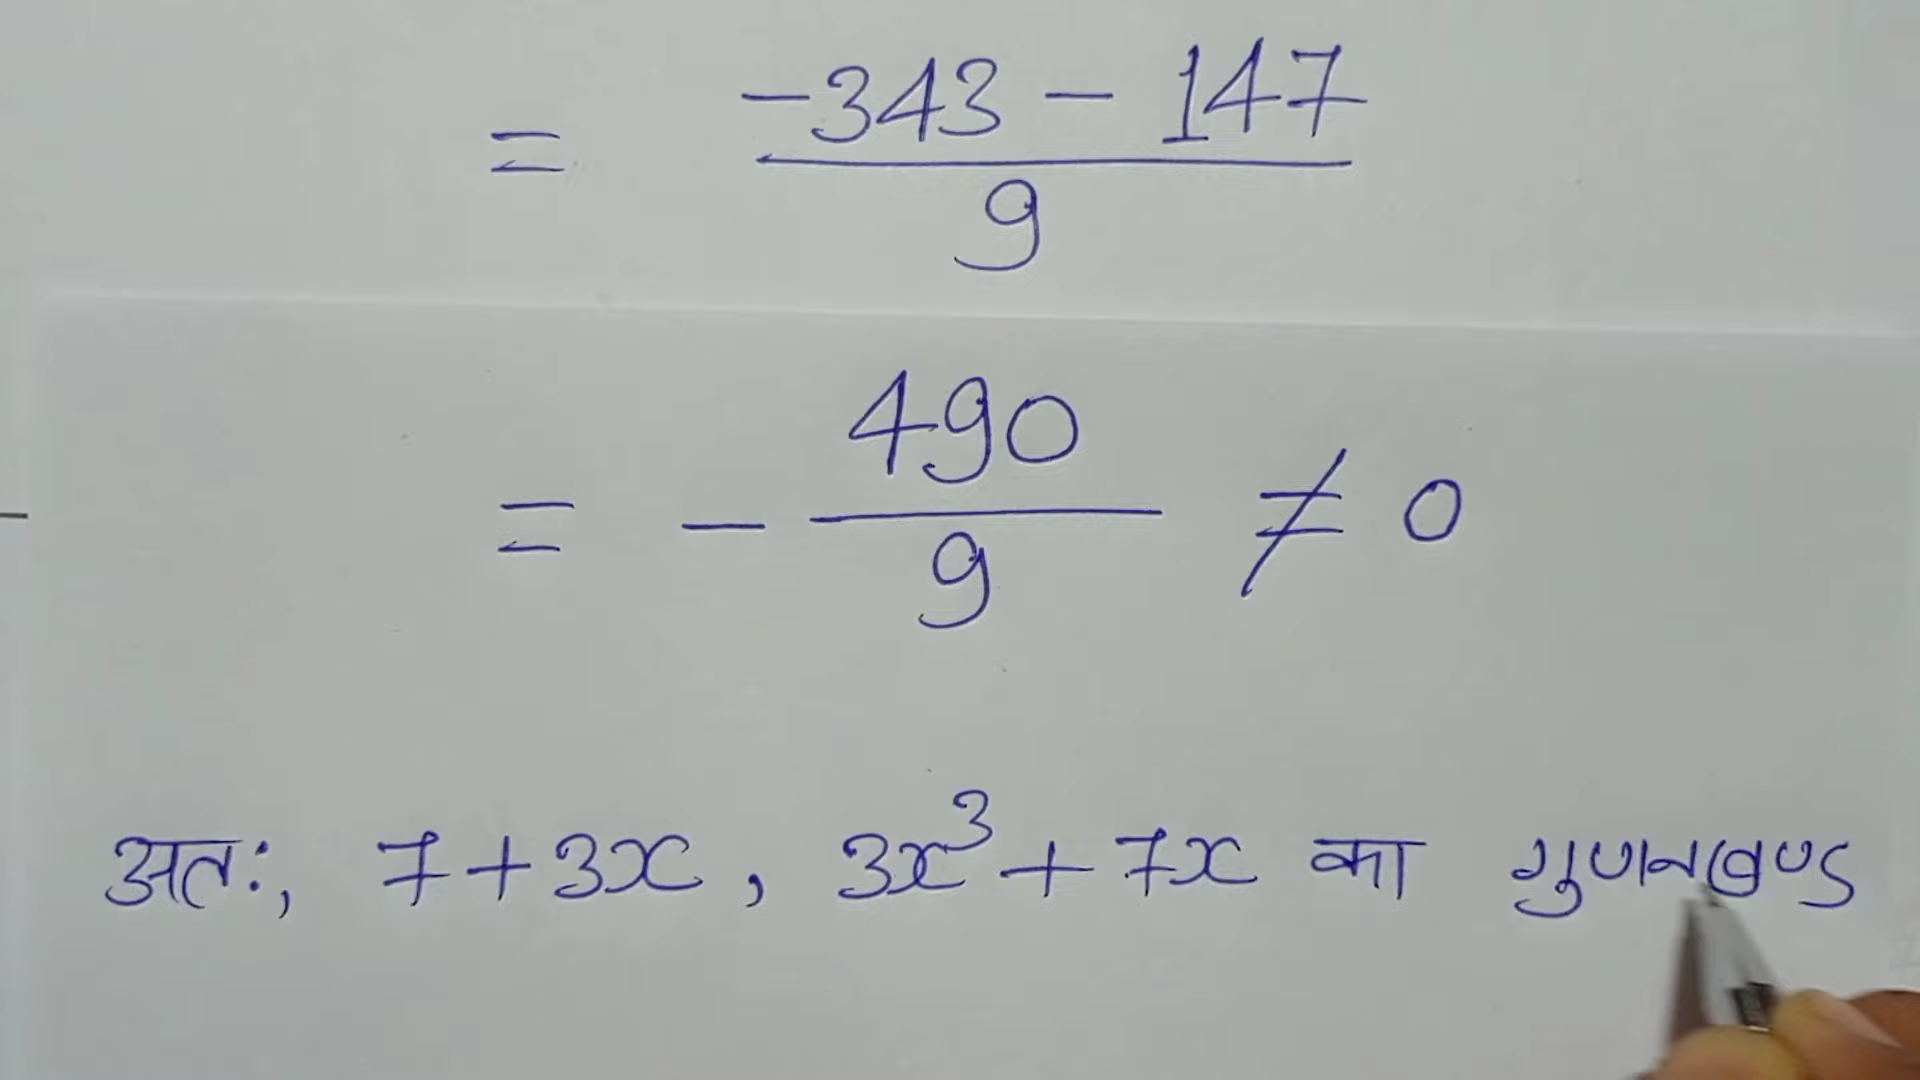 = -343 - 147
9
= - 490 ≠ 0
9
अतः, 7 + 3x, 3x³ + 7x का गुणनखण्ड